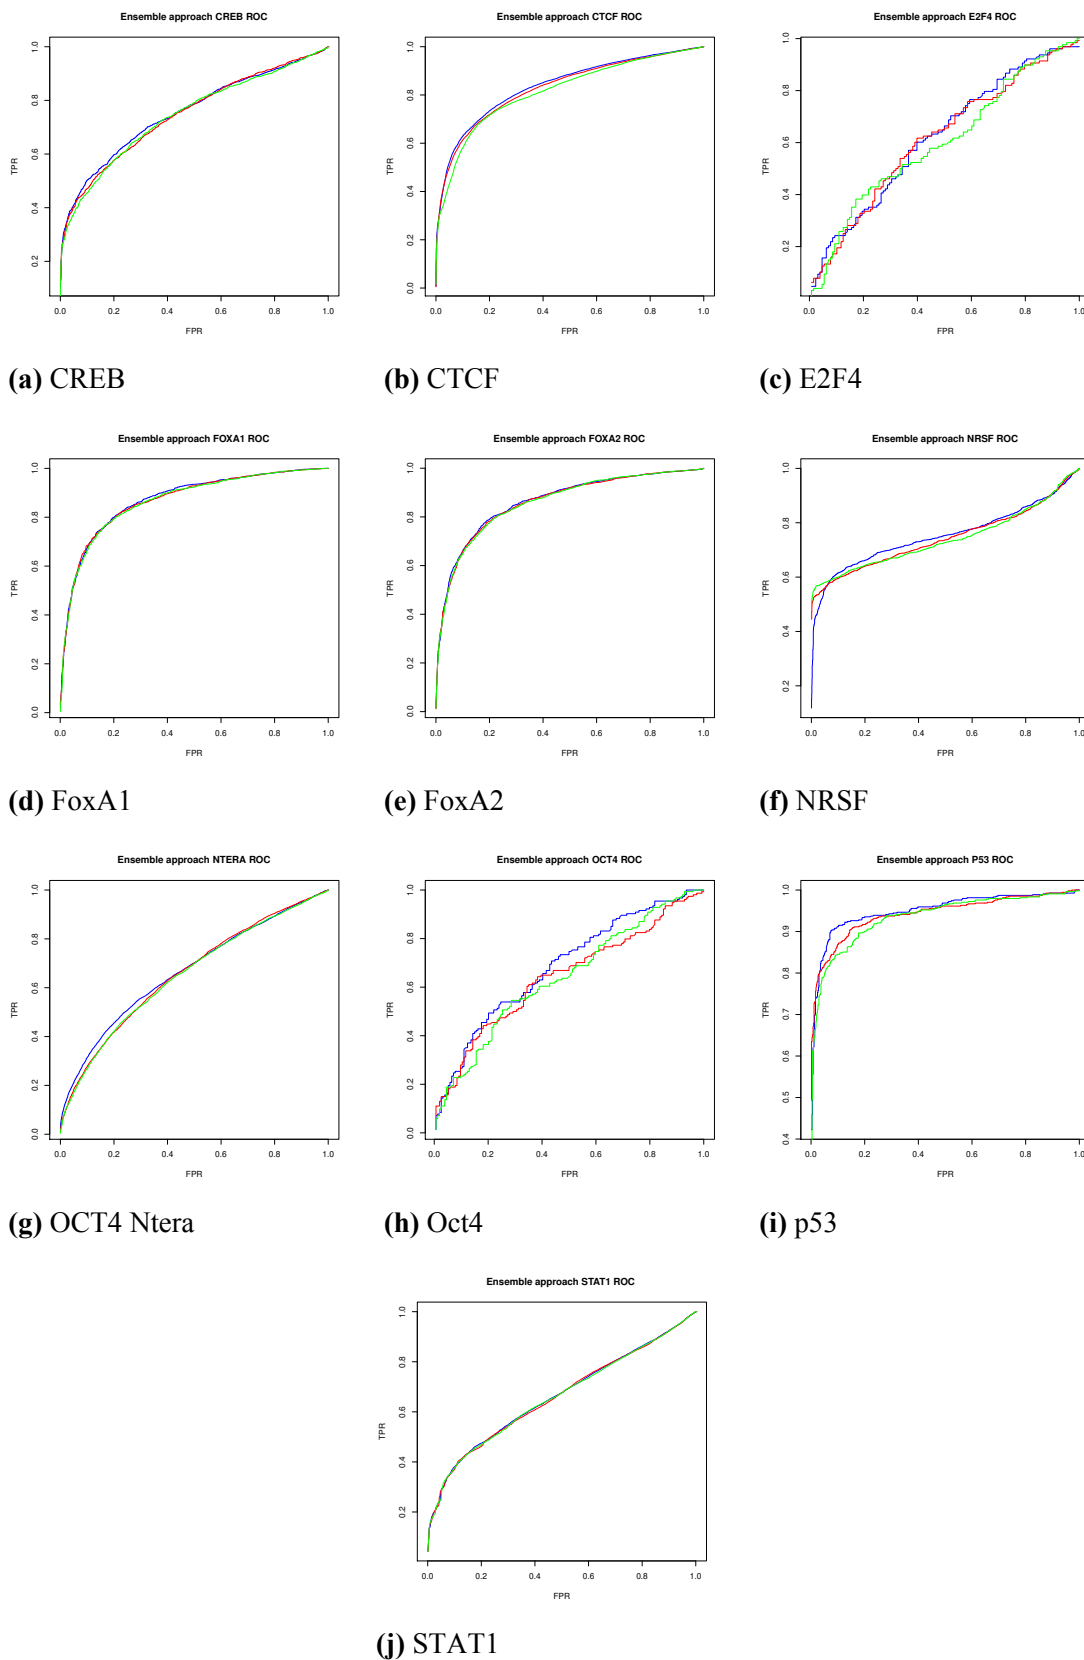 Ensemble approach CREB ROC
1.0
0.8
0.6
0.4
0.2
TPR
0.0 0.2 0.4 0.6 0.8 1.0
FPR
(a) CREB
Ensemble approach CTCF ROC
1.0
0.8
0.6
0.4
0.2
0.0
TPR
0.0 0.2 0.4 0.6 0.8 1.0
FPR
(b) CTCF
Ensemble approach E2F4 ROC
1.0
0.8
0.6
0.4
0.2
TPR
0.0 0.2 0.4 0.6 0.8 1.0
FPR
(c) E2F4
Ensemble approach FOXA1 ROC
1.0
0.8
0.6
0.4
0.2
0.0
TPR
0.0 0.2 0.4 0.6 0.8 1.0
FPR
(d) FoxA1
Ensemble approach FOXA2 ROC
1.0
0.8
0.6
0.4
0.2
0.0
TPR
0.0 0.2 0.4 0.6 0.8 1.0
FPR
(e) FoxA2
Ensemble approach NRSF ROC
1.0
0.8
0.6
0.4
0.2
TPR
0.0 0.2 0.4 0.6 0.8 1.0
FPR
(f) NRSF
Ensemble approach NTERA ROC
1.0
0.8
0.6
0.4
0.2
0.0
TPR
0.0 0.2 0.4 0.6 0.8 1.0
FPR
(g) OCT4 Ntera
Ensemble approach OCT4 ROC
1.0
0.8
0.6
0.4
0.2
0.0
TPR
0.0 0.2 0.4 0.6 0.8 1.0
FPR
(h) Oct4
Ensemble approach P53 ROC
1.0
0.9
0.8
0.7
0.6
0.5
0.4
TPR
0.0 0.2 0.4 0.6 0.8 1.0
FPR
(i) p53
Ensemble approach STAT1 ROC
1.0
0.8
0.6
0.4
0.2
TPR
0.0 0.2 0.4 0.6 0.8 1.0
FPR
(j) STAT1